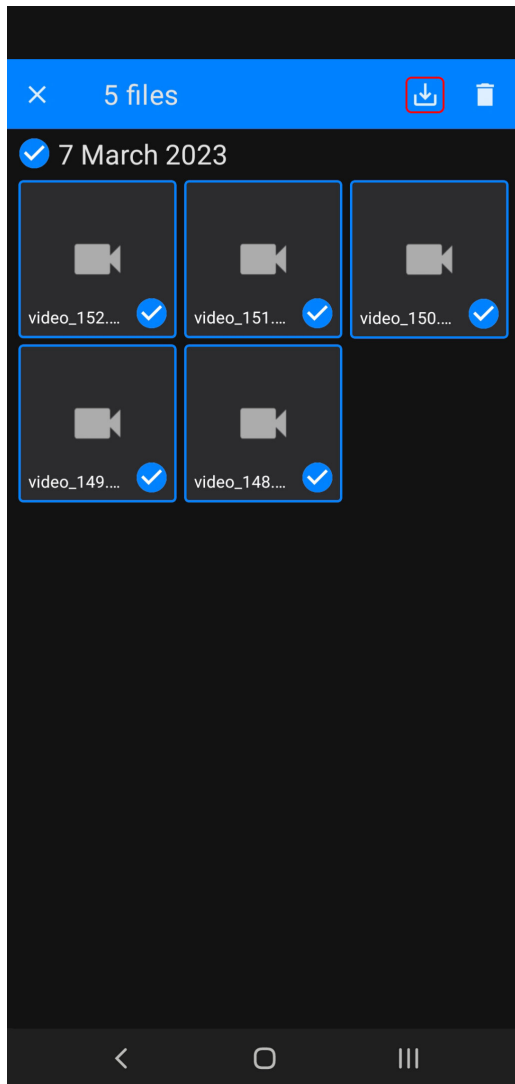 5 files
7 March 2023
video_152.... video_151.... video_150....
video_149.... video_148....